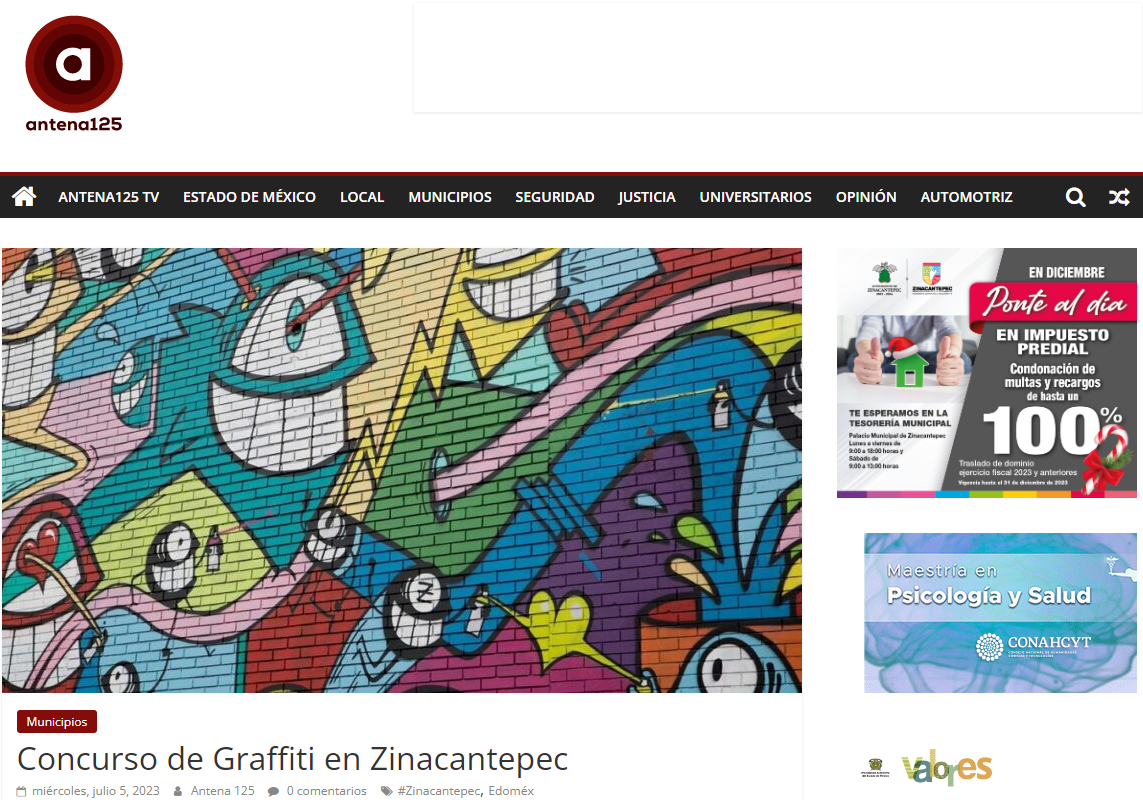 a
antena125
ANTENA125 TV ESTADO DE MÉXICO LOCAL MUNICIPIOS SEGURIDAD JUSTICIA UNIVERSITARIOS OPINIÓN AUTOMOTRIZ
Z
ZINACANTEPEC
ZINACANTEPEC
EN DICIEMBRE
Ponte al día
EN IMPUESTO
PREDIAL
Condonación de
multas y recargos
de hasta un
100%
TE ESPERAMOS EN LA
TESORERÍA MUNICIPAL
Palacio Municipal de Zinacantepec
Lunes a viernes de
9:00 a 18:00 horas y
Sábado de
9:00 a 13:00 horas
Traslado de dominio
ejercicio fiscal 2023 y anteriores
Vigencia hasta el 31 de diciembre de 2023
Maestría en
Psicología y Salud
CONAHCYT
valores
Municipios
Concurso de Graffiti en Zinacantepec
miércoles, julio 5, 2023 Antena 125 0 comentarios #Zinacantepec, Edoméx